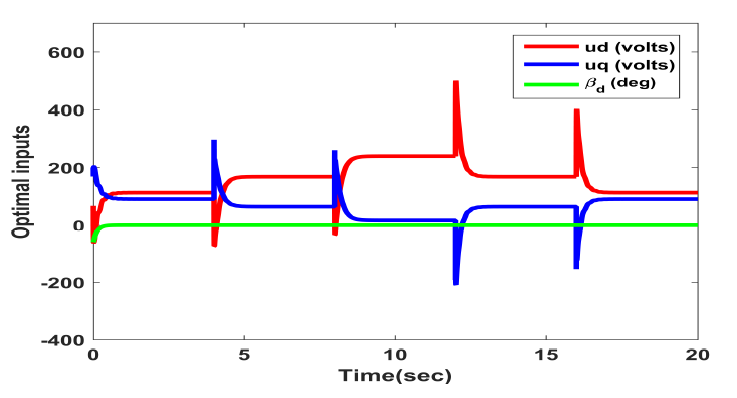 Optimal inputs
600
400
200
0
-200
-400
0 5 10 15 20
Time(sec)
ud (volts)
uq (volts)
βd (deg)